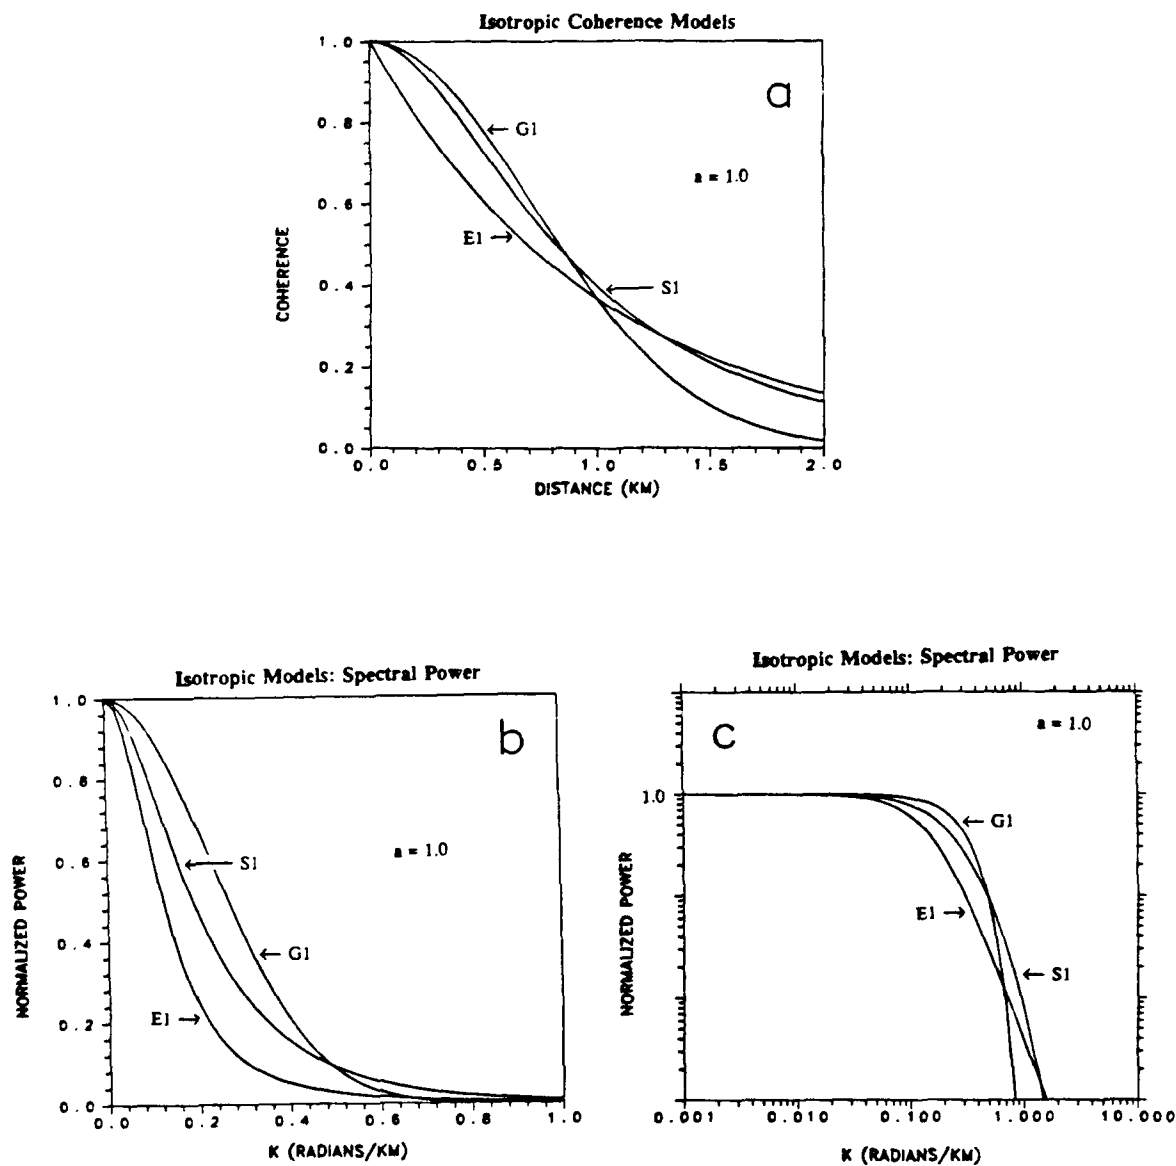 Isotropic Coherence Models
1.0
0.8
0.6
0.4
0.2
0.0
COHERENCE
a
G1
a = 1.0
E1
S1
0.0 0.5 1.0 1.5 2.0
DISTANCE (KM)
Isotropic Models: Spectral Power
1.0
0.8
0.6
0.4
0.2
0.0
NORMALIZED POWER
b
S1
a = 1.0
G1
E1
0.0 0.2 0.4 0.6 0.8 1.0
K (RADIANS/KM)
Isotropic Models: Spectral Power
c
a = 1.0
1.0
NORMALIZED POWER
G1
E1
S1
0.001 0.010 0.100 1.000 10.000
K (RADIANS/KM)